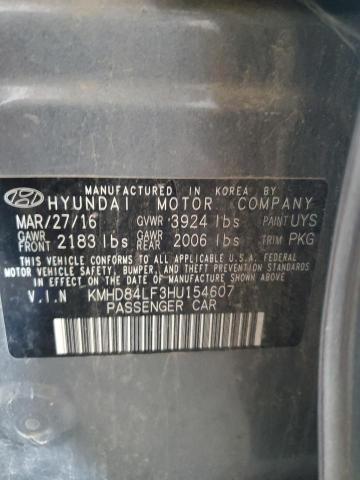 MANUFACTURED IN KOREA BY
HYUNDAI MOTOR COMPANY
MAR/27/16 GVWR 3924 lbs PAINT UYS
GAWR FRONT 2183 lbs GAWR REAR 2006 lbs TRIM PKG
THIS VEHICLE CONFORMS TO ALL APPLICABLE U.S.A FEDERAL
MOTOR VEHICLE SAFETY, BUMPER, AND THEFT PREVENTION
STANDARDS IN EFFECT ON THE DATE OF MANUFACTURE SHOWN ABOVE.
V.I.N KMHD84LF3HU154607
PASSENGER CAR